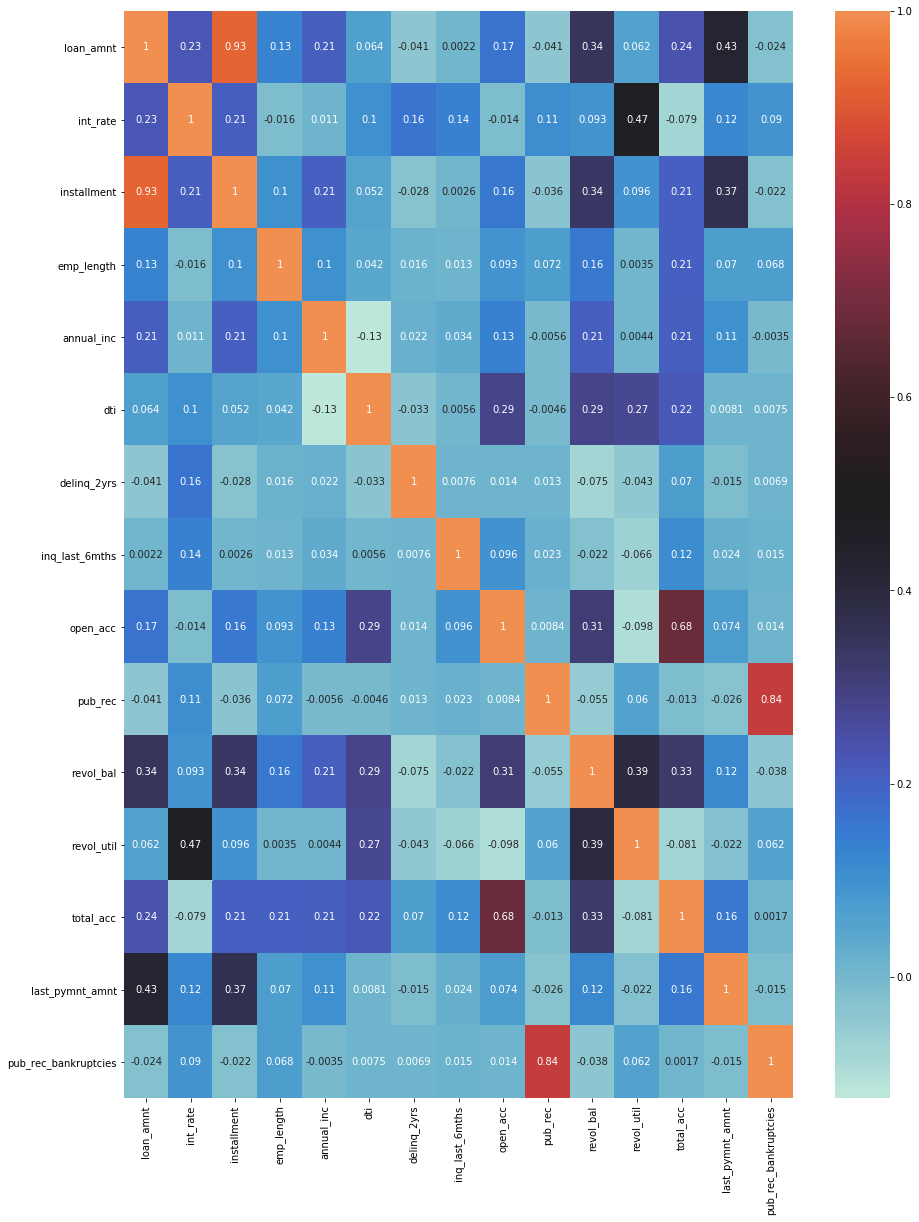 loan_amnt 1 0.23 0.93 0.13 0.21 0.064 -0.041 0.0022 0.17 -0.041 0.34 0.062 0.24 0.43 -0.024
int_rate 0.23 1 0.21 -0.016 0.011 0.1 0.16 0.14 -0.014 0.11 0.093 0.47 -0.079 0.12 0.09
installment 0.93 0.21 1 0.1 0.21 0.052 -0.028 0.0026 0.16 -0.036 0.34 0.096 0.21 0.37 -0.022
emp_length 0.13 -0.016 0.1 1 0.1 0.042 0.016 0.013 0.093 0.072 0.16 0.0035 0.21 0.07 0.068
annual_inc 0.21 0.011 0.21 0.1 1 -0.13 0.022 0.034 0.13 -0.0056 0.21 0.0044 0.21 0.11 -0.0035
dti 0.064 0.1 0.052 0.042 -0.13 1 -0.033 0.0056 0.29 -0.0046 0.29 0.27 0.22 0.0081 0.0075
delinq_2yrs -0.041 0.16 -0.028 0.016 0.022 -0.033 1 0.0076 0.014 0.013 -0.075 -0.043 0.07 -0.015 0.0069
inq_last_6mths 0.0022 0.14 0.0026 0.013 0.034 0.0056 0.0076 1 0.096 0.023 -0.022 -0.066 0.12 0.024 0.015
open_acc 0.17 -0.014 0.16 0.093 0.13 0.29 0.014 0.096 1 0.0084 0.31 -0.098 0.68 0.074 0.014
pub_rec -0.041 0.11 -0.036 0.072 -0.0056 -0.0046 0.013 0.023 0.0084 1 -0.055 0.06 -0.013 -0.026 0.84
revol_bal 0.34 0.093 0.34 0.16 0.21 0.29 -0.075 -0.022 0.31 -0.055 1 0.39 0.33 0.12 -0.038
revol_util 0.062 0.47 0.096 0.0035 0.0044 0.27 -0.043 -0.066 -0.098 0.06 0.39 1 -0.081 -0.022 0.062
total_acc 0.24 -0.079 0.21 0.21 0.21 0.22 0.07 0.12 0.68 -0.013 0.33 -0.081 1 0.16 0.0017
last_pymnt_amnt 0.43 0.12 0.37 0.07 0.11 0.0081 -0.015 0.024 0.074 -0.026 0.12 -0.022 0.16 1 -0.015
pub_rec_bankruptcies -0.024 0.09 -0.022 0.068 -0.0035 0.0075 0.0069 0.015 0.014 0.84 -0.038 0.062 0.0017 -0.015 1
loan_amnt
int_rate
installment
emp_length
annual_inc
dti
delinq_2yrs
inq_last_6mths
open_acc
pub_rec
revol_bal
revol_util
total_acc
last_pymnt_amnt
pub_rec_bankruptcies
1.0
0.8
0.6
0.4
0.2
0.0